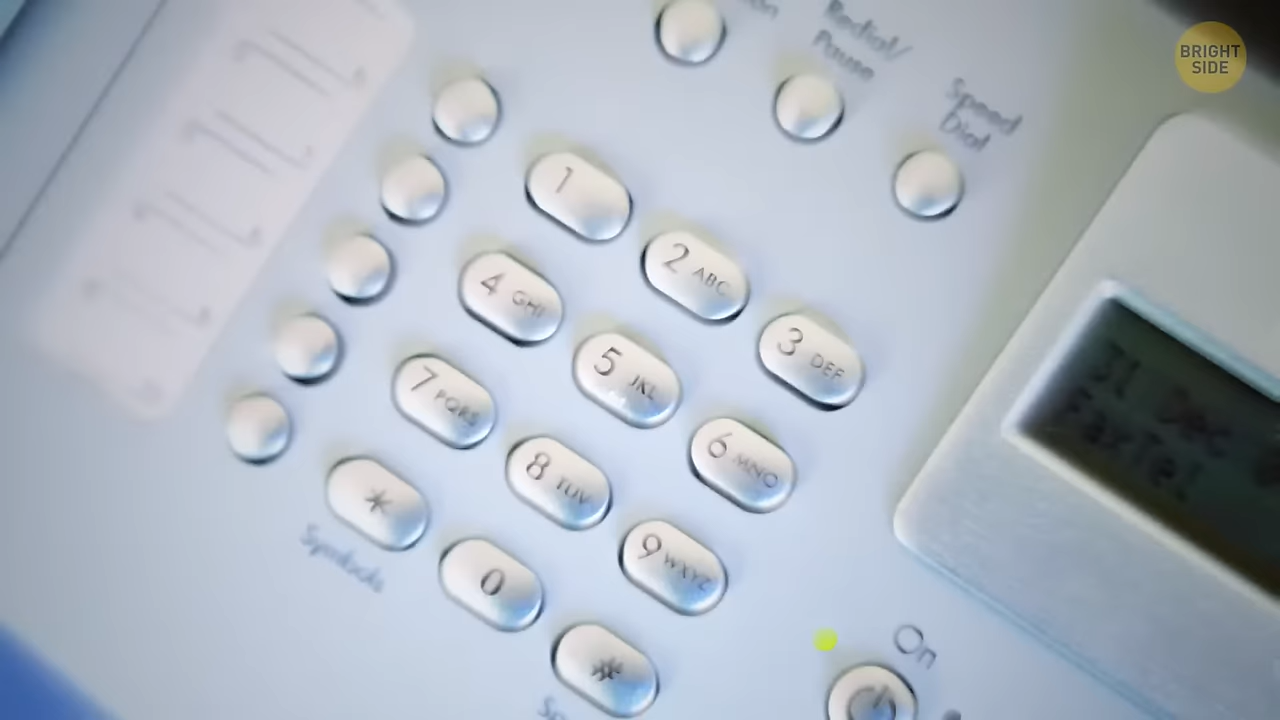 BRIGHT
SIDE
Redial/
Pause
Speed
Dial
1
2 ABC
3 DEF
4 GHI
5 JKL
6 MNO
7 PQRS
8 TUV
9 WXYZ
*
Symbols
0
#
On
31 Dec
FaxTel